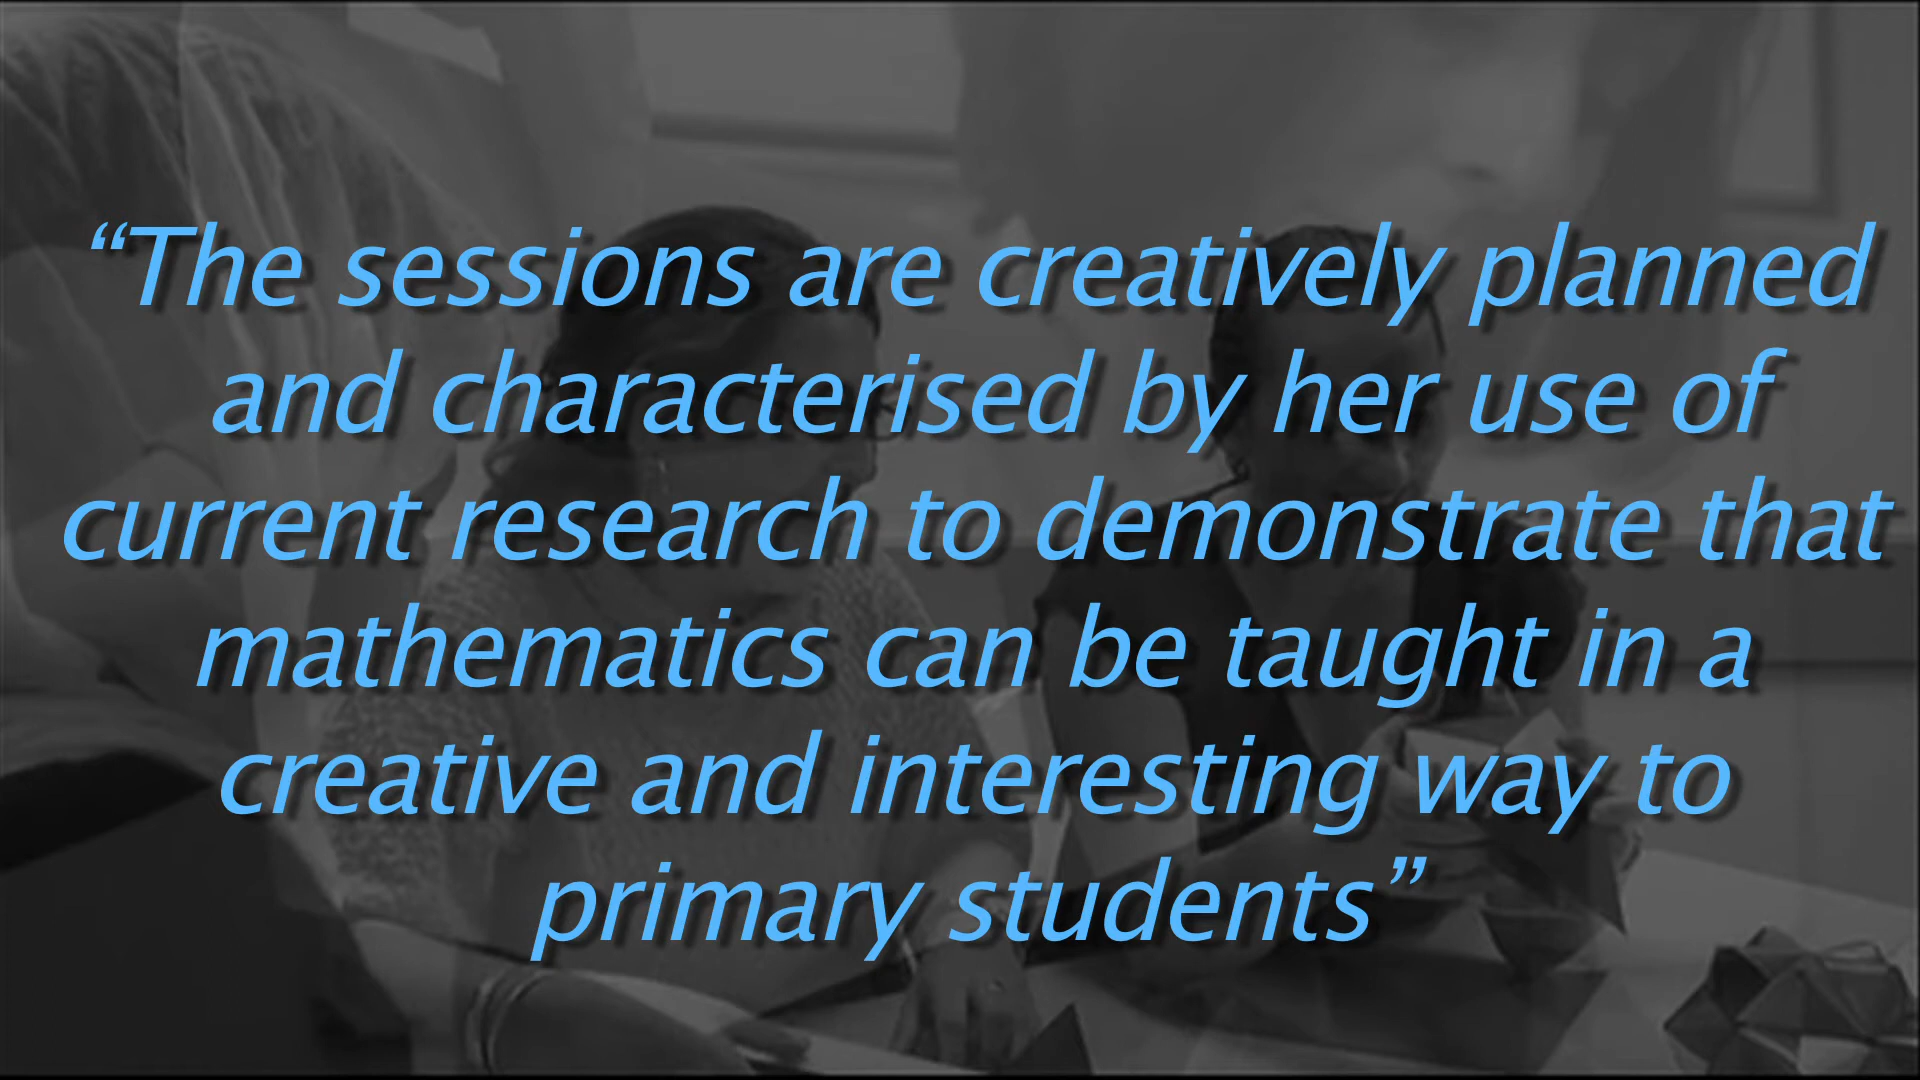 “The sessions are creatively planned
and characterised by her use of
current research to demonstrate that
mathematics can be taught in a
creative and interesting way to
primary students”